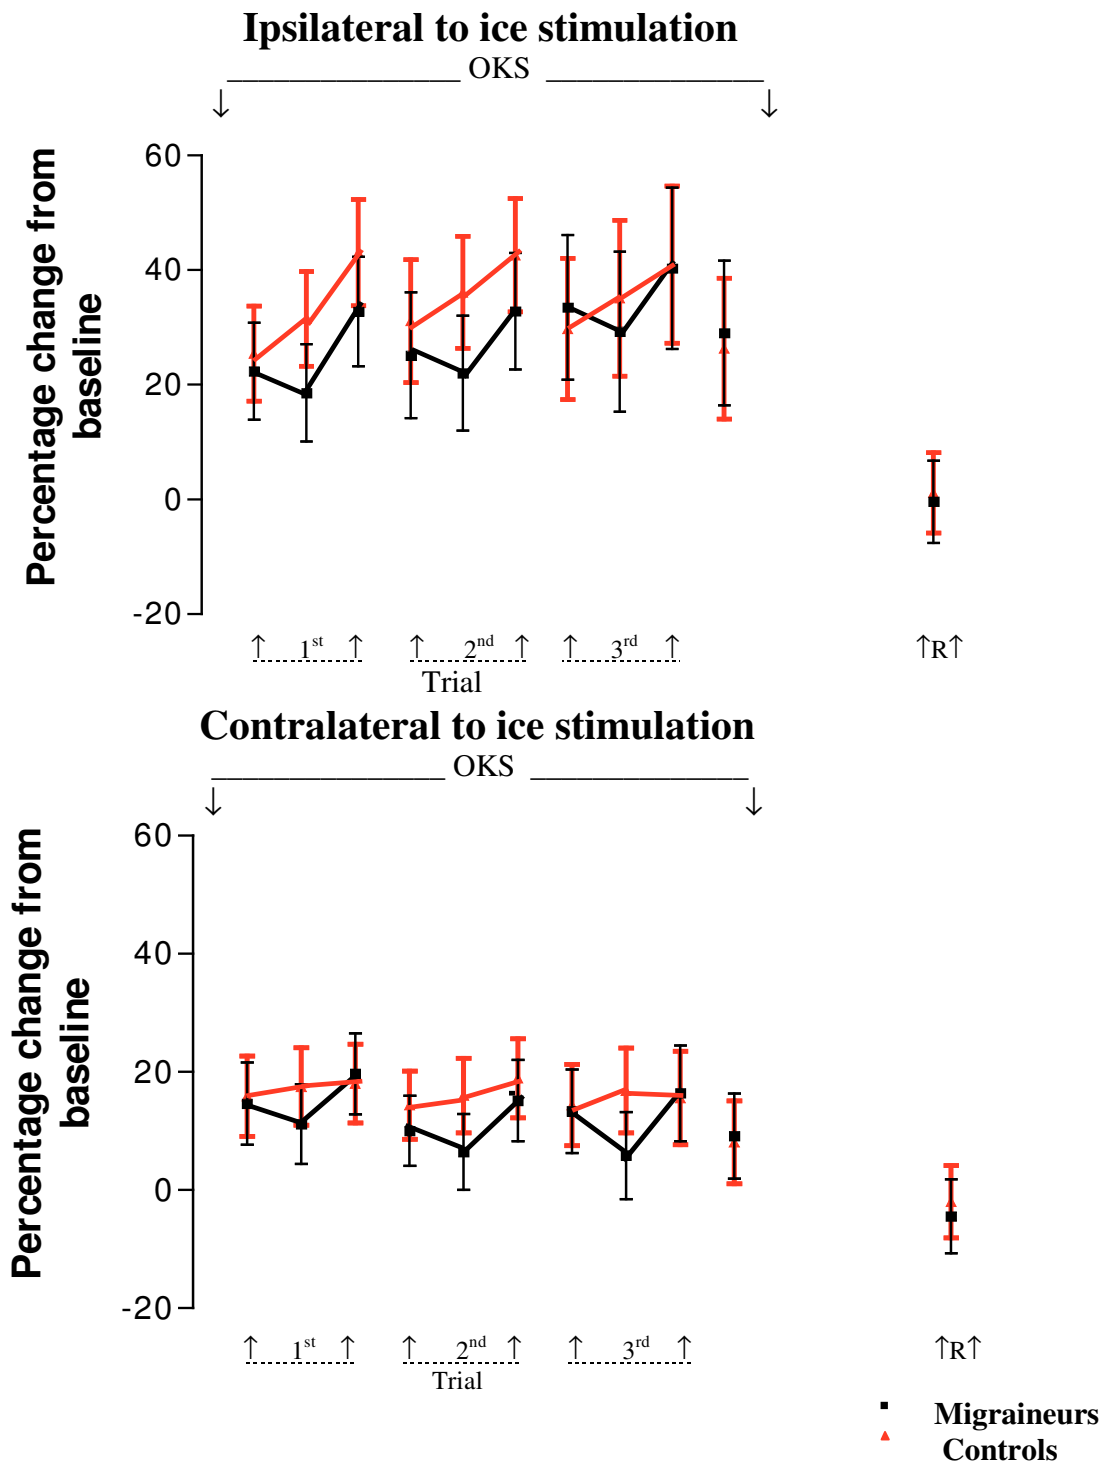 Ipsilateral to ice stimulation
OKS
↓ ↓
60
40
20
0
-20
Percentage change from
baseline
↑ 1st ↑ ↑ 2nd ↑ ↑ 3rd ↑ ↑R↑
Trial
Contralateral to ice stimulation
OKS
↓ ↓
60
40
20
0
-20
Percentage change from
baseline
↑ 1st ↑ ↑ 2nd ↑ ↑ 3rd ↑ ↑R↑
Trial
Migraineurs
Controls